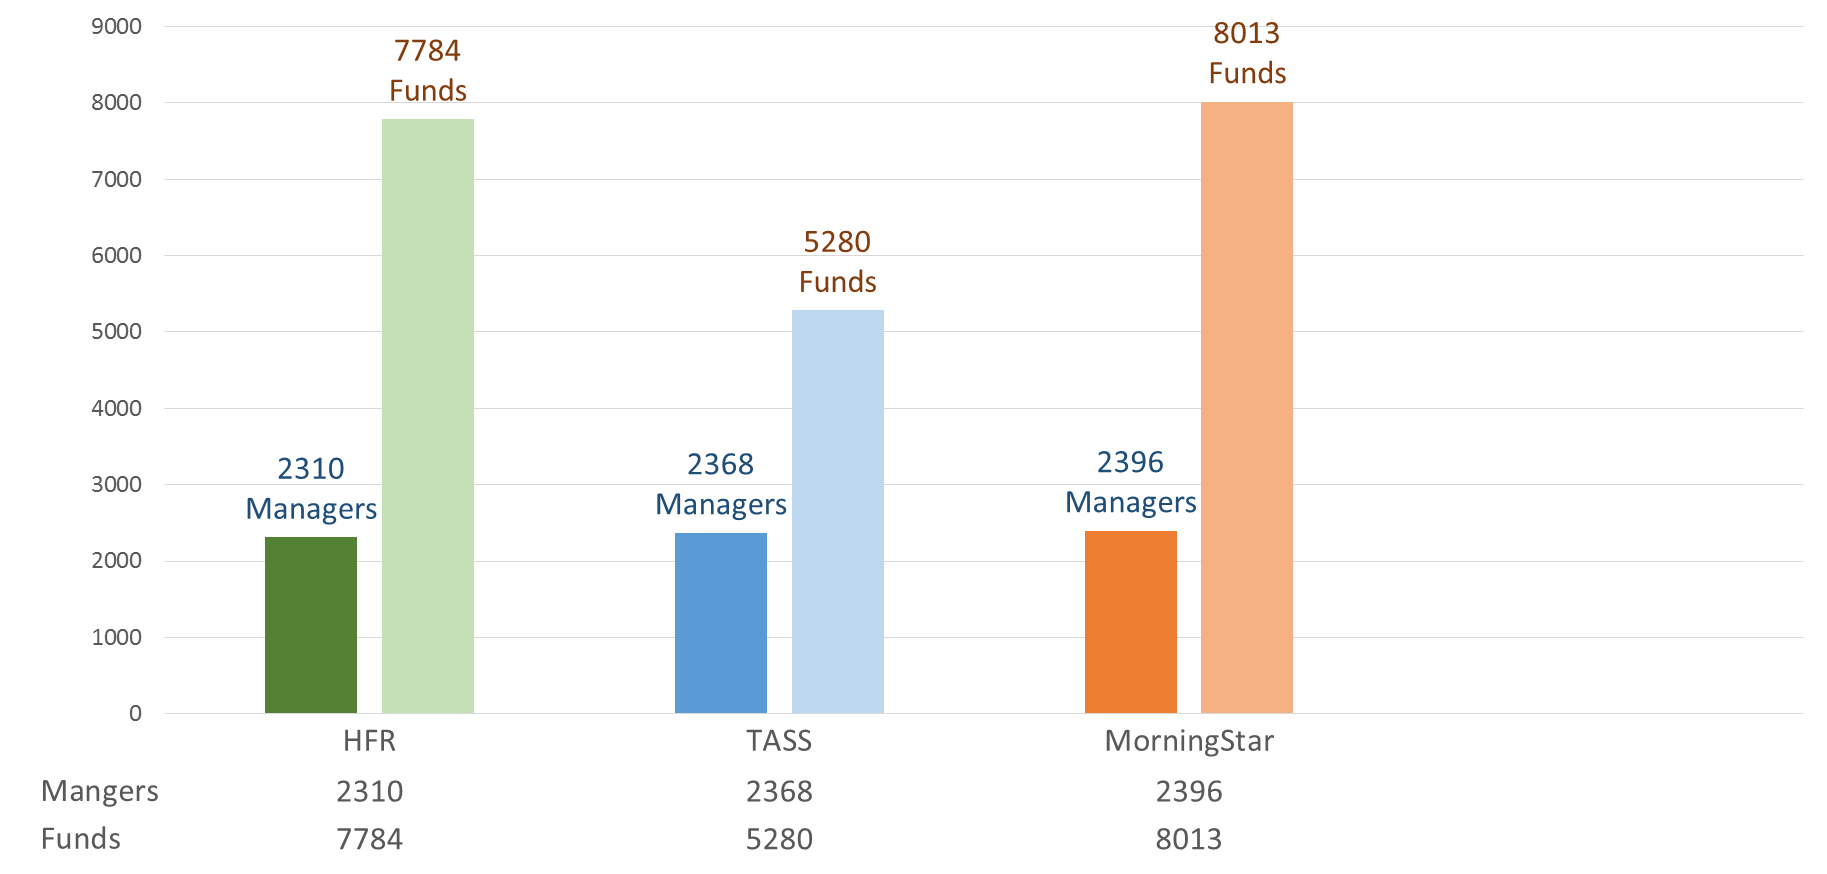 9000
8000
7000
6000
5000
4000
3000
2000
1000
0
7784
Funds
2310
Managers
5280
Funds
2368
Managers
8013
Funds
2396
Managers
HFR TASS MorningStar
Mangers 2310 2368 2396
Funds 7784 5280 8013